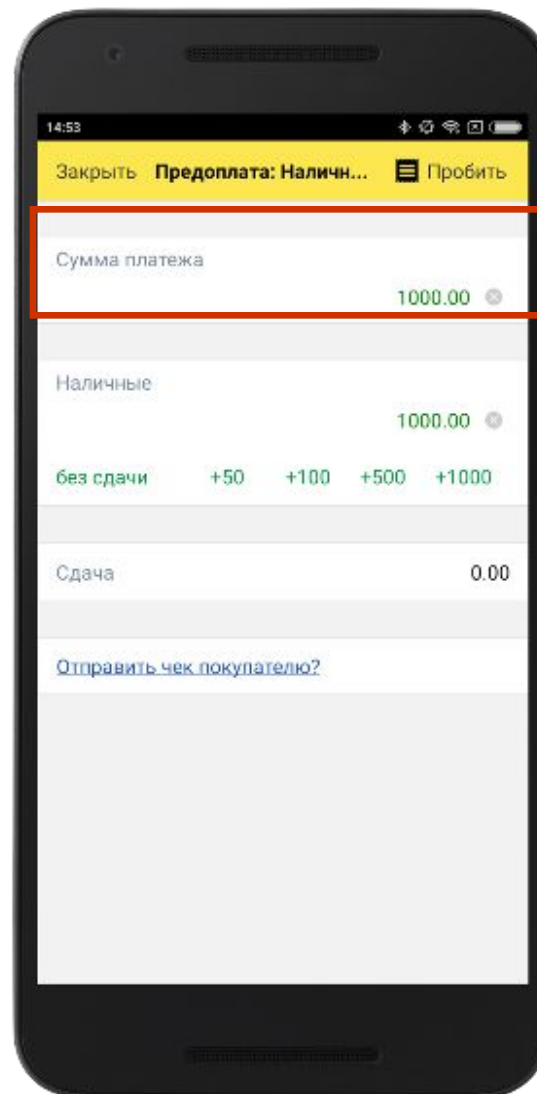 14:53
Закрыть Предоплата: Наличн... Пробить
Сумма платежа
1000.00
Наличные
1000.00
без сдачи +50 +100 +500 +1000
Сдача 0.00
Отправить чек покупателю?